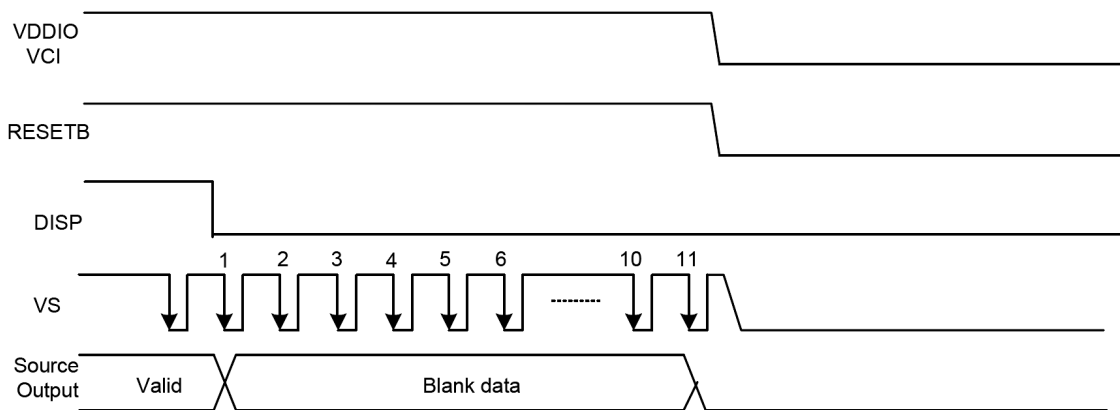 VDDIO
VCI
RESETB
DISP
1 2 3 4 5 6 10 11
VS
Source
Output
Valid
Blank data